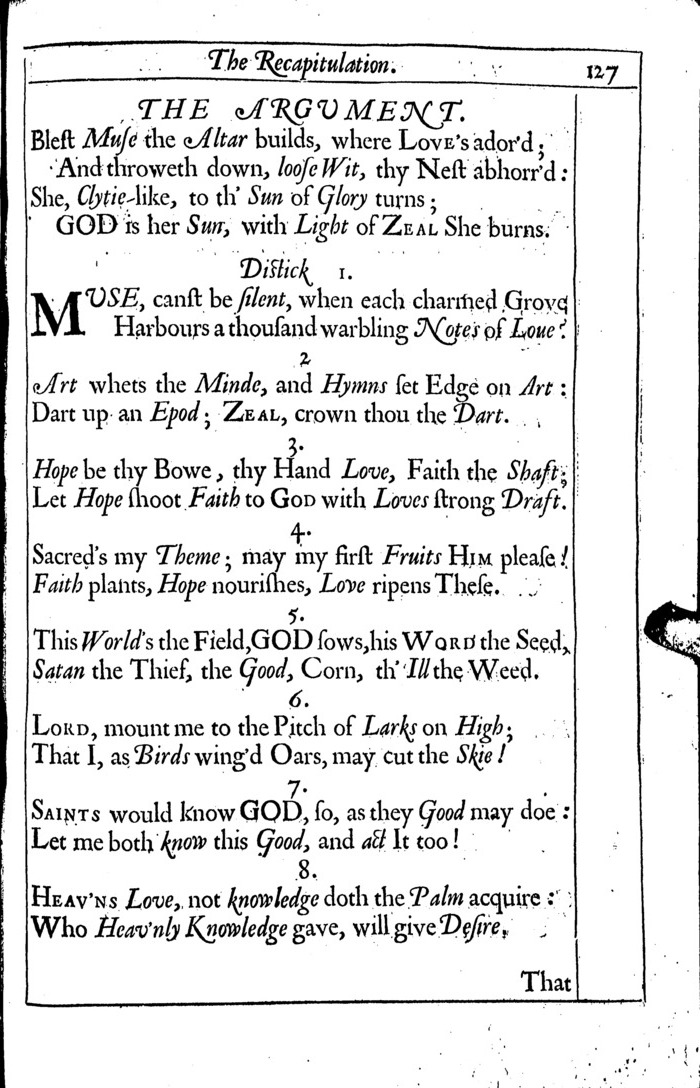 The Recapitulation. 127
THE ARGVMENT.
Bleſt Muſe the Altar builds, where LOVE's ador'd;
And throweth down, looſe Wit, thy Neſt abhorr'd:
She, Clytie-like, to th' Sun of Glory turns;
GOD is her Sun, with Light of ZEAL She burns.
Diſtick 1.
MUSE, canſt be ſilent, when each charmed Grove
Harbours a thouſand warbling Notes of Loue?
2
Art whets the Minde, and Hymns ſet Edge on Art:
Dart up an Epod; ZEAL, crown thou the Dart.
3.
Hope be thy Bowe, thy Hand Love, Faith the Shaft;
Let Hope ſhoot Faith to GOD with Loves ſtrong Draft.
4.
Sacred's my Theme; may my firſt Fruits HIM pleaſe!
Faith plants, Hope nouriſhes, Love ripens Theſe.
5.
This World's the Field, GOD ſows, his WORD the Seed,
Satan the Thief, the Good, Corn, th' Ill the Weed.
6.
LORD, mount me to the Pitch of Larks on High;
That I, as Birds wing'd Oars, may cut the Skie!
7.
SAINTS would know GOD, ſo, as they Good may doe:
Let me both know this Good, and act It too!
8.
HEAV'NS Love, not knowledge doth the Palm acquire:
Who Heav'nly Knowledge gave, will give Deſire,
That